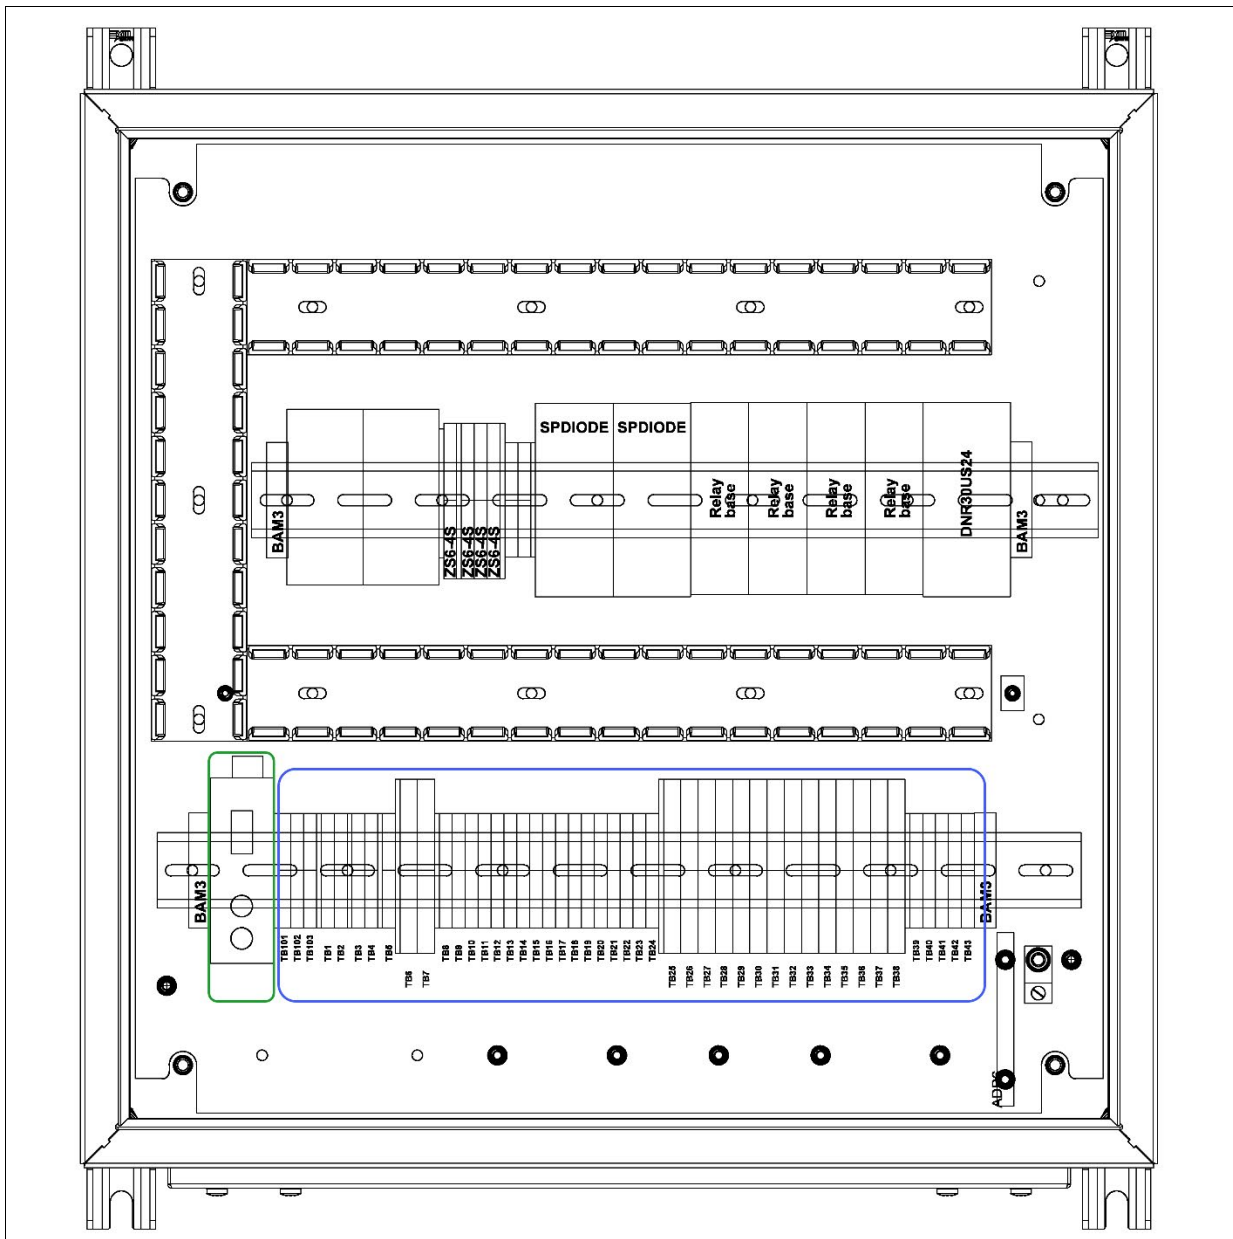 SPDIODE
SPDIODE
BAM3
ZS6-4S
ZS6-4S
ZS6-4S
ZS6-4S
Relay
base
Relay
base
Relay
base
Relay
base
DNR30US24
BAM3
BAM3
TB101
TB102
TB103
TB1
TB2
TB3
TB4
TB5
TB6
TB7
TB8
TB9
TB10
TB11
TB12
TB13
TB14
TB15
TB16
TB17
TB18
TB19
TB20
TB21
TB22
TB23
TB24
TB25
TB26
TB27
TB28
TB29
TB30
TB31
TB32
TB33
TB34
TB35
TB36
TB37
TB38
TB39
TB40
TB41
TB42
TB43
BAM3